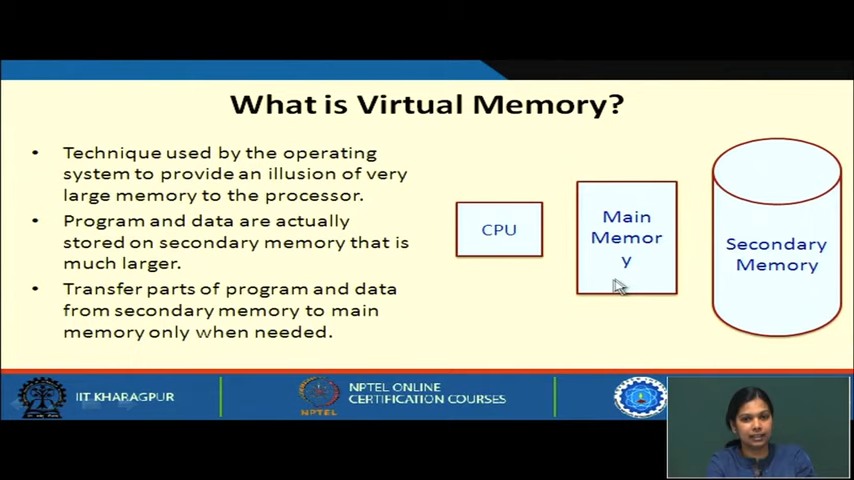 What is Virtual Memory?
• Technique used by the operating
system to provide an illusion of very
large memory to the processor.
• Program and data are actually
stored on secondary memory that is
much larger.
• Transfer parts of program and data
from secondary memory to main
memory only when needed.
CPU
Main
Memor
y
Secondary
Memory
IIT KHARAGPUR
NPTEL
NPTEL ONLINE
CERTIFICATION COURSES